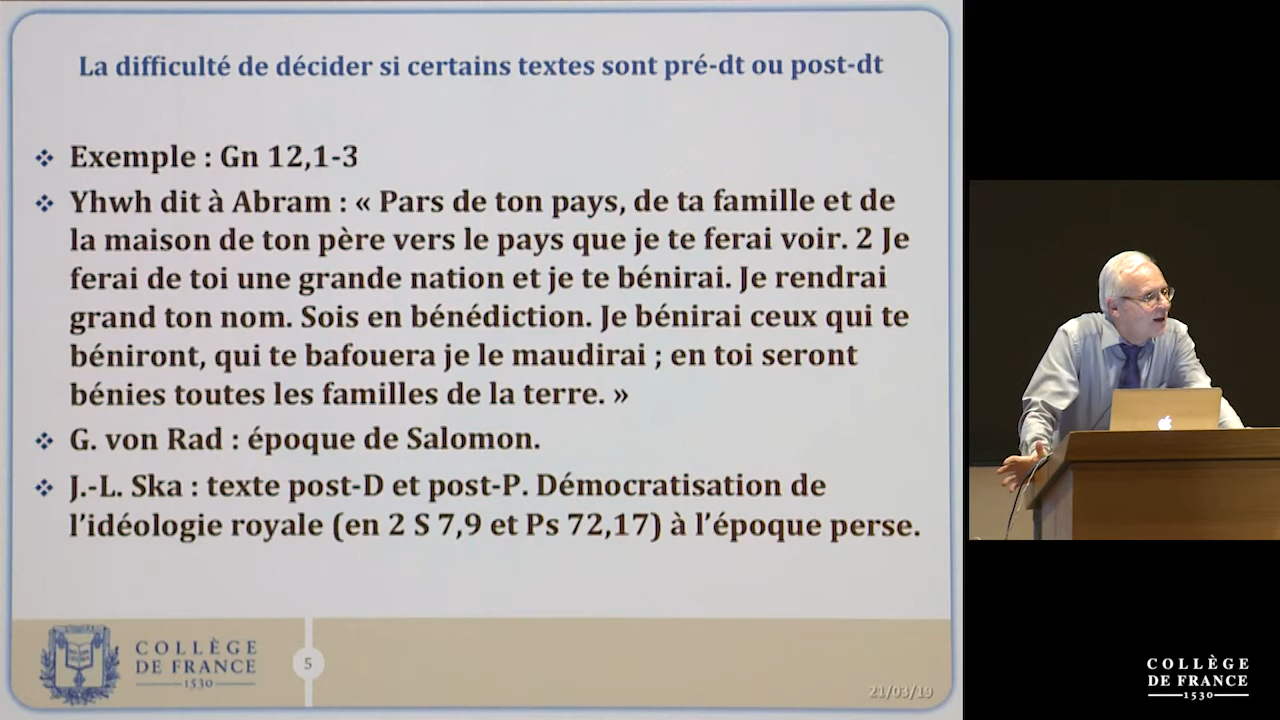 La difficulté de décider si certains textes sont pré-dt ou post-dt
Exemple : Gn 12,1-3
Yhwh dit à Abram : « Pars de ton pays, de ta famille et de
la maison de ton père vers le pays que je te ferai voir. 2 Je
ferai de toi une grande nation et je te bénirai. Je rendrai
grand ton nom. Sois en bénédiction. Je bénirai ceux qui te
béniront, qui te bafouera je le maudirai ; en toi seront
bénies toutes les familles de la terre. »
G. von Rad : époque de Salomon.
J.-L. Ska : texte post-D et post-P. Démocratisation de
l’idéologie royale (en 2 S 7,9 et Ps 72,17) à l’époque perse.
COLLÈGE
DE FRANCE
1530
5
21/03/19
COLLÈGE
DE FRANCE
1530